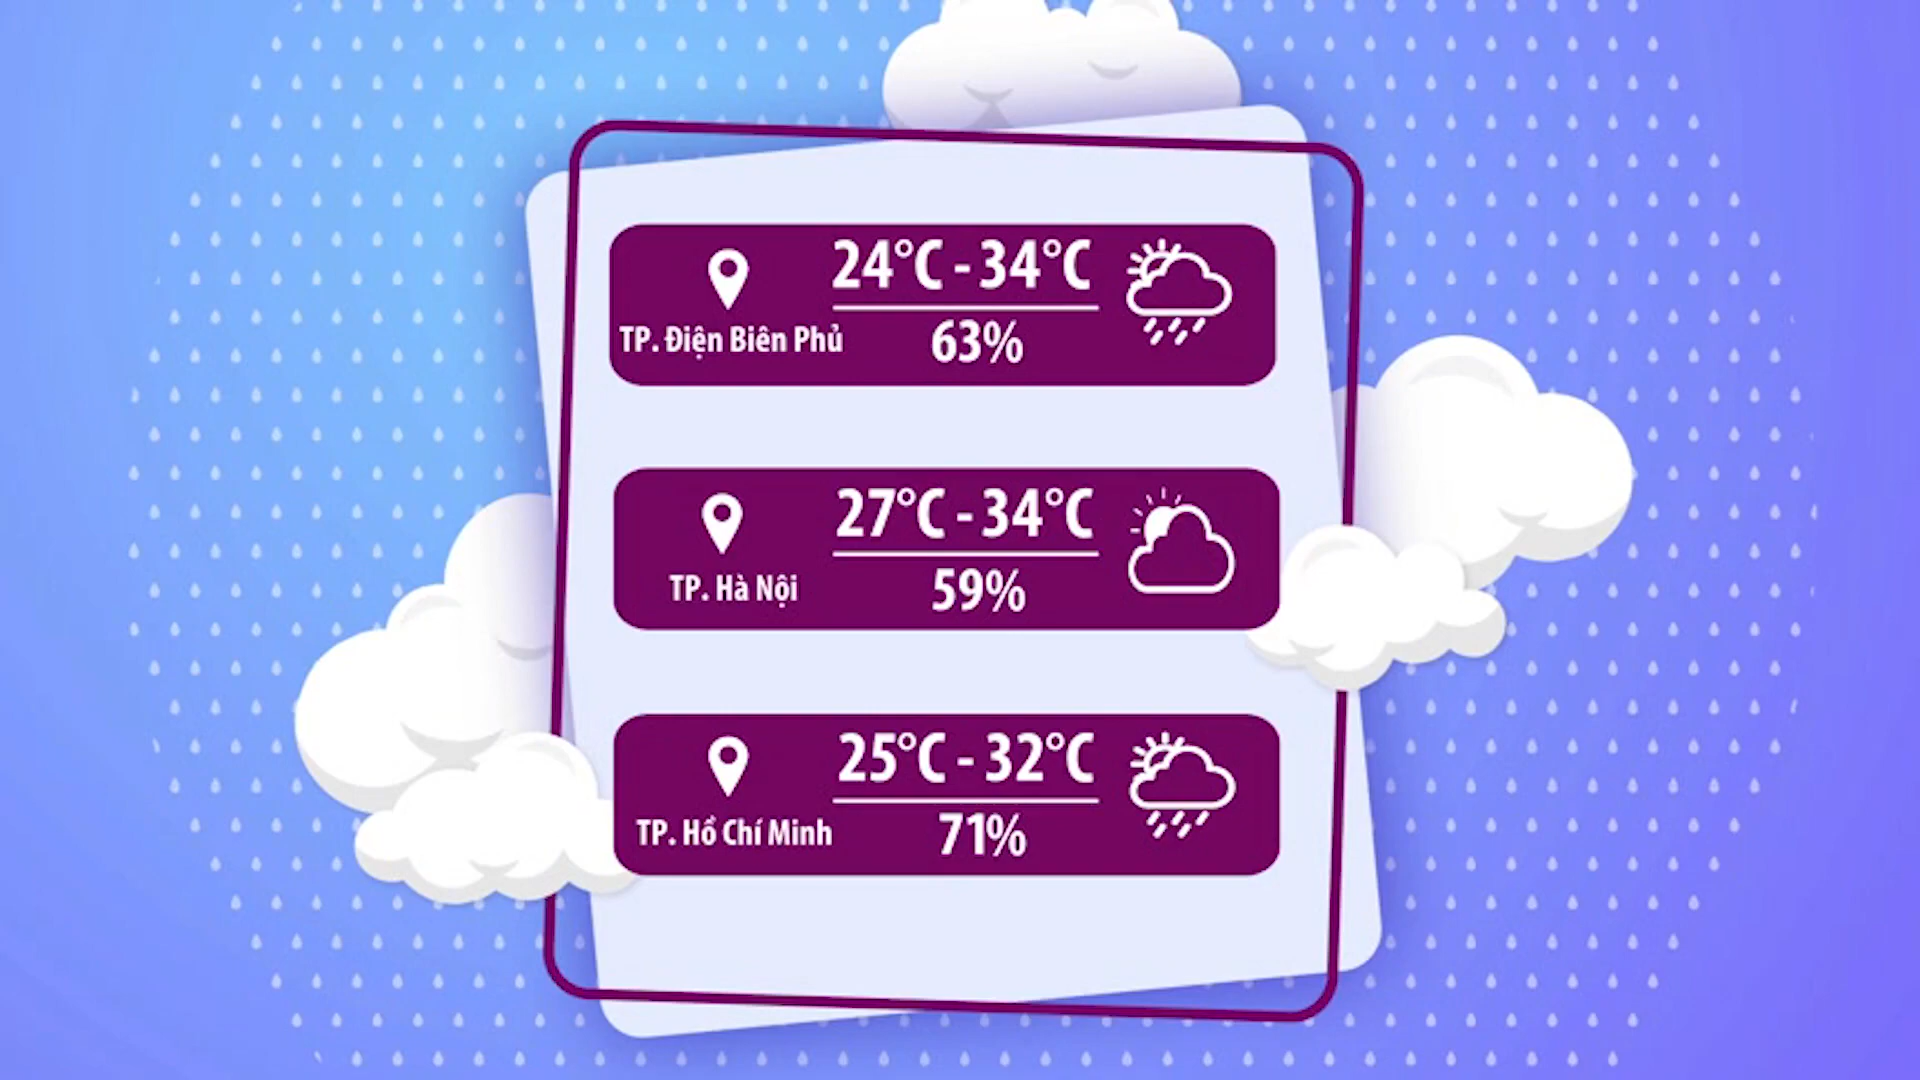 24°C - 34°C
TP. Điện Biên Phủ
63%
27°C - 34°C
TP. Hà Nội
59%
25°C - 32°C
TP. Hồ Chí Minh
71%